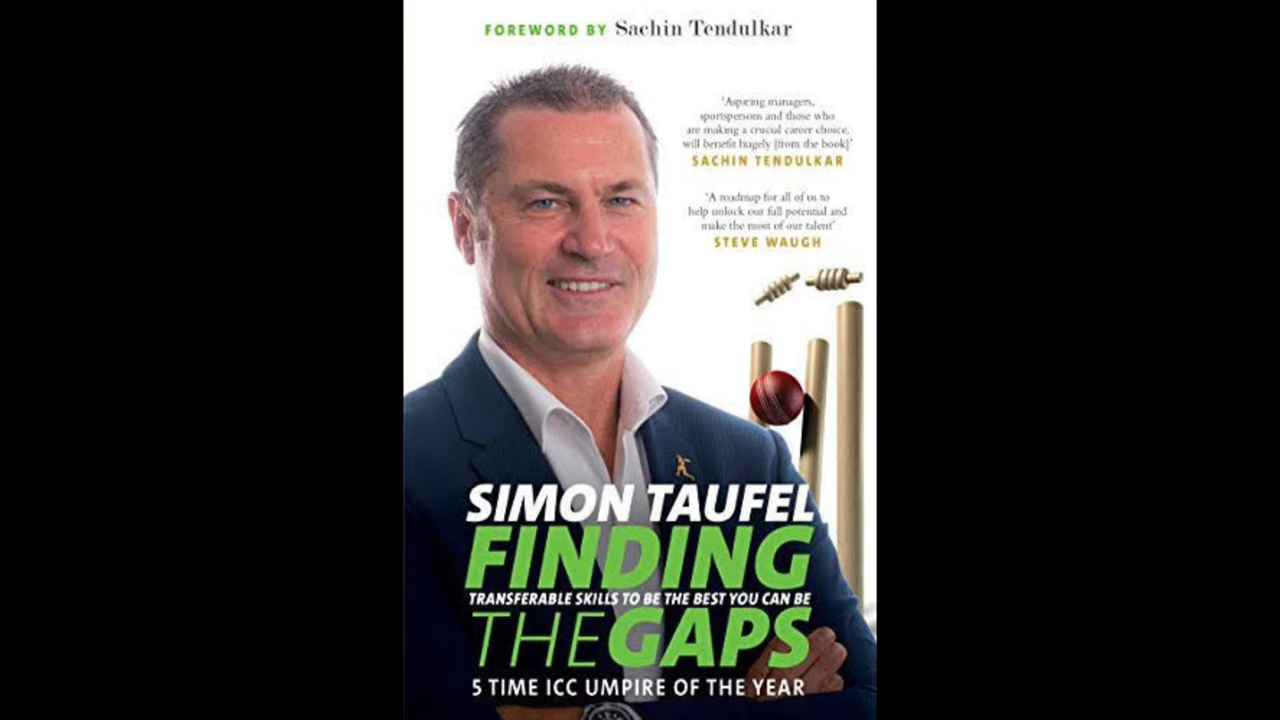 FOREWORD BY Sachin Tendulkar
'Aspiring managers,
sportspersons and those who
are making a crucial career choice,
will benefit hugely [from the book]'
SACHIN TENDULKAR
'A roadmap for all of us to
help unlock our full potential and
make the most of our talent'
STEVE WAUGH
SIMON TAUFEL
FINDING
TRANSFERABLE SKILLS TO BE THE BEST YOU CAN BE
THE GAPS
5 TIME ICC UMPIRE OF THE YEAR